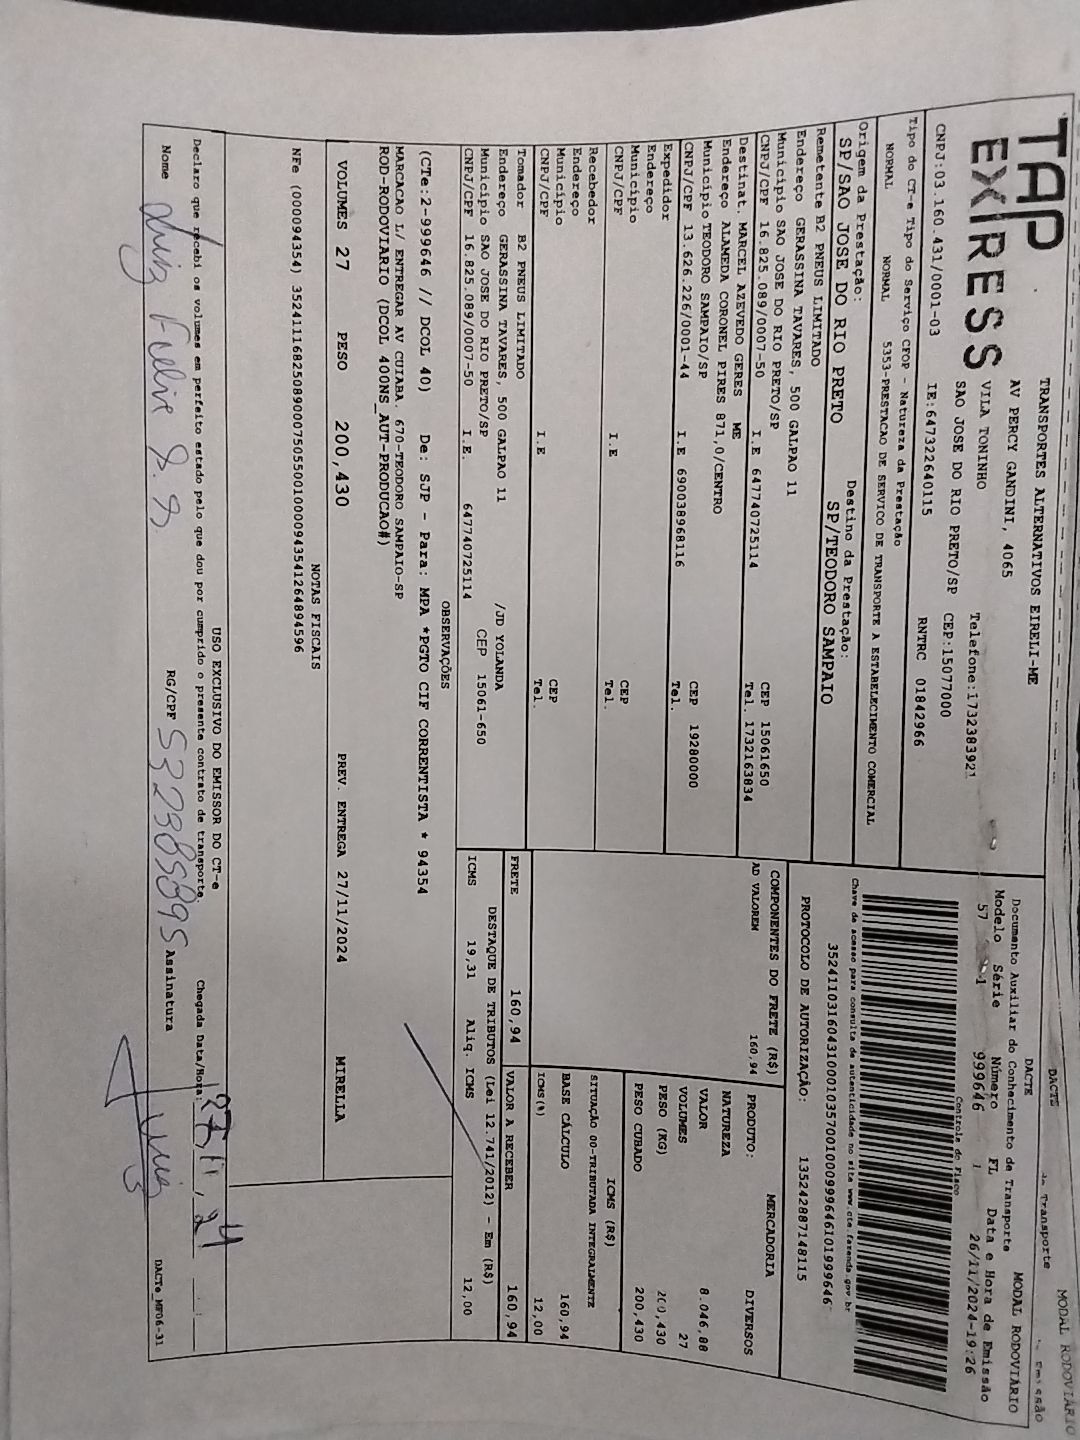 DACTE
MODAL RODOVIÁRIO
TAP
EXPRESS
TRANSPORTES ALTERNATIVOS EIRELI-ME
AV PERCY GANDINI, 4065
VILA TONINHO Telefone:1732383921
SAO JOSE DO RIO PRETO/SP CEP:15077000
CNPJ:03.160.431/0001-03 IE:647322640115 RNTRC 01842966
DACTE MODAL RODOVIÁRIO
Documento Auxiliar do Conhecimento de Transporte
Modelo Série Número FL Data e Hora de Emissão
57 1 999646 1 26/11/2024-19:26
Controle do Fisco
Tipo do CT-e Tipo do Serviço CFOP - Natureza da Prestação
NORMAL NORMAL 5353-PRESTACAO DE SERVICO DE TRANSPORTE A ESTABELECIMENTO COMERCIAL
Chave de acesso para consulta de autenticidade no site www.cte.fazenda.gov.br
35241103160431000103570010009996461019996 46
PROTOCOLO DE AUTORIZAÇÃO: 135242887148115
Origem da Prestação: Destino da Prestação:
SP/SAO JOSE DO RIO PRETO SP/TEODORO SAMPAIO
Remetente B2 PNEUS LIMITADO
Endereço GERASSINA TAVARES, 500 GALPAO 11
Municipio SAO JOSE DO RIO PRETO/SP CEP 15061650
CNPJ/CPF 16.825.089/0007-50 I.E 647740725114 Tel. 1732163834
Destinat. MARCEL AZEVEDO GERES ME
Endereço ALAMEDA CORONEL PIRES 871,0/CENTRO
Município TEODORO SAMPAIO/SP CEP 19280000
CNPJ/CPF 13.626.226/0001-44 I.E 690038968116 Tel.
Expedidor
Endereço
Município CEP
CNPJ/CPF I.E Tel.
Recebedor
Endereço
Município CEP
CNPJ/CPF I.E Tel.
Tomador B2 PNEUS LIMITADO
Endereço GERASSINA TAVARES, 500 GALPAO 11 /JD YOLANDA
Município SAO JOSE DO RIO PRETO/SP CEP 15061-650
CNPJ/CPF 16.825.089/0007-50 I.E. 647740725114
COMPONENTES DO FRETE (R$)
AD VALOREM 160,94
FRETE 160,94
VALOR A RECEBER 160,94
MERCADORIA
PRODUTO: DIVERSOS
NATUREZA
VALOR 8.046,88
VOLUMES 27
PESO (KG) 200,430
PESO CUBADO 200,430
ICMS (R$)
SITUAÇÃO 00-TRIBUTADA INTEGRALMENTE
BASE CÁLCULO 160,94
ICMS(%) 12,00
DESTAQUE DE TRIBUTOS (Lei 12.741/2012) - Em (R$)
ICMS 19,31 Aliq. ICMS 12,00
OBSERVAÇÕES
(CTe:2-999646 // DCOL 40) De: SJP - Para: MPA *PGTO CIF CORRENTISTA * 94354
MARCACAO L/ ENTREGAR AV CUIABA. 670-TEODORO SAMPAIO-SP
ROD-RODOVIARIO (DCOL 400NS_AUT-PRODUCAO#)
VOLUMES 27 PESO 200,430 PREV. ENTREGA 27/11/2024 MIRELLA
NOTAS FISCAIS
NFe (000094354) 35241116825089000750550010000943541264894596
USO EXCLUSIVO DO EMISSOR DO CT-e
Declaro que recebi os volumes em perfeito estado pelo que dou por cumprido o presente contrato de transporte Chegada Data/Hora: 27/11/24
Nome Luiz Felipe S. S. RG/CPF 532385895 Assinatura Luiz
DACTe_MF06-31